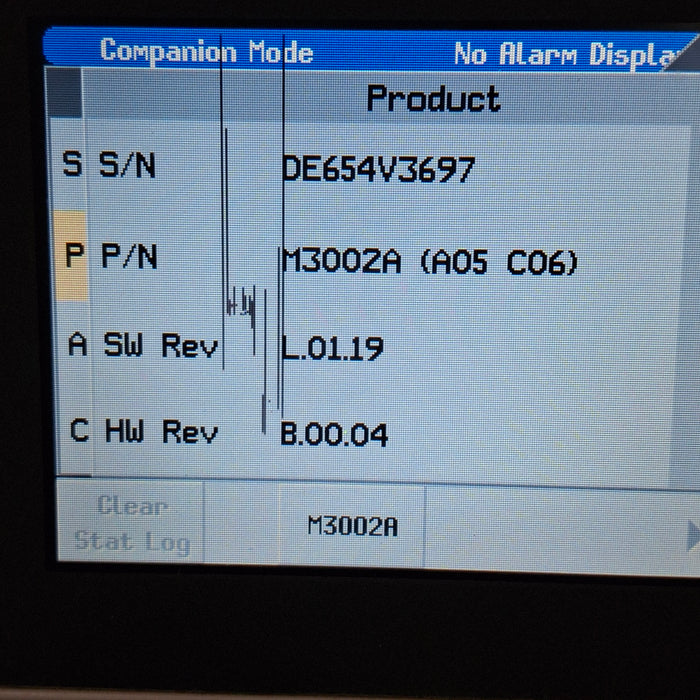 Companion Mode No Alarm Displa
Product
S S/N DE654V3697
P P/N M3002A (A05 C06)
A SW Rev L.01.19
C HW Rev B.00.04
Clear
Stat Log
M3002A